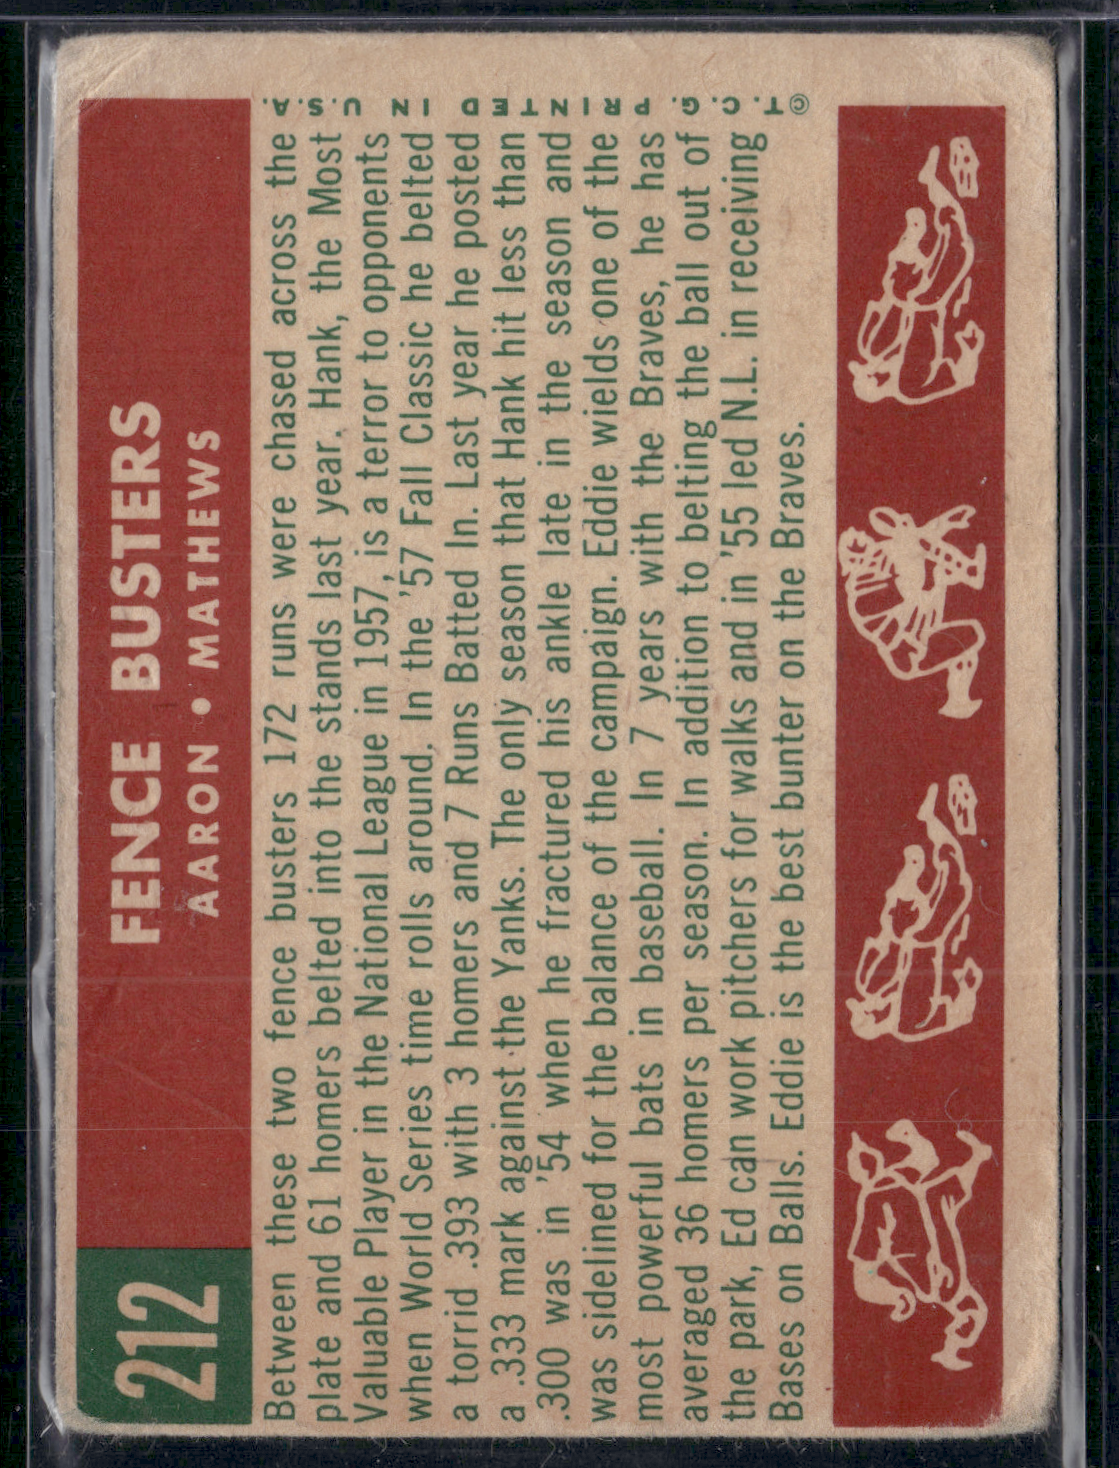 212
FENCE BUSTERS
AARON • MATHEWS
Between these two fence busters 172 runs were chased across the
plate and 61 homers belted into the stands last year. Hank, the Most
Valuable Player in the National League in 1957, is a terror to opponents
when World Series time rolls around. In the '57 Fall Classic he belted
a torrid .393 with 3 homers and 7 Runs Batted In. Last year he posted
a .333 mark against the Yanks. The only season that Hank hit less than
.300 was in '54 when he fractured his ankle late in the season and
was sidelined for the balance of the campaign. Eddie wields one of the
most powerful bats in baseball. In 7 years with the Braves, he has
averaged 36 homers per season. In addition to belting the ball out of
the park, Ed can work pitchers for walks and in '55 led N.L. in receiving
Bases on Balls. Eddie is the best bunter on the Braves.
© T. C. G. PRINTED IN U.S.A.